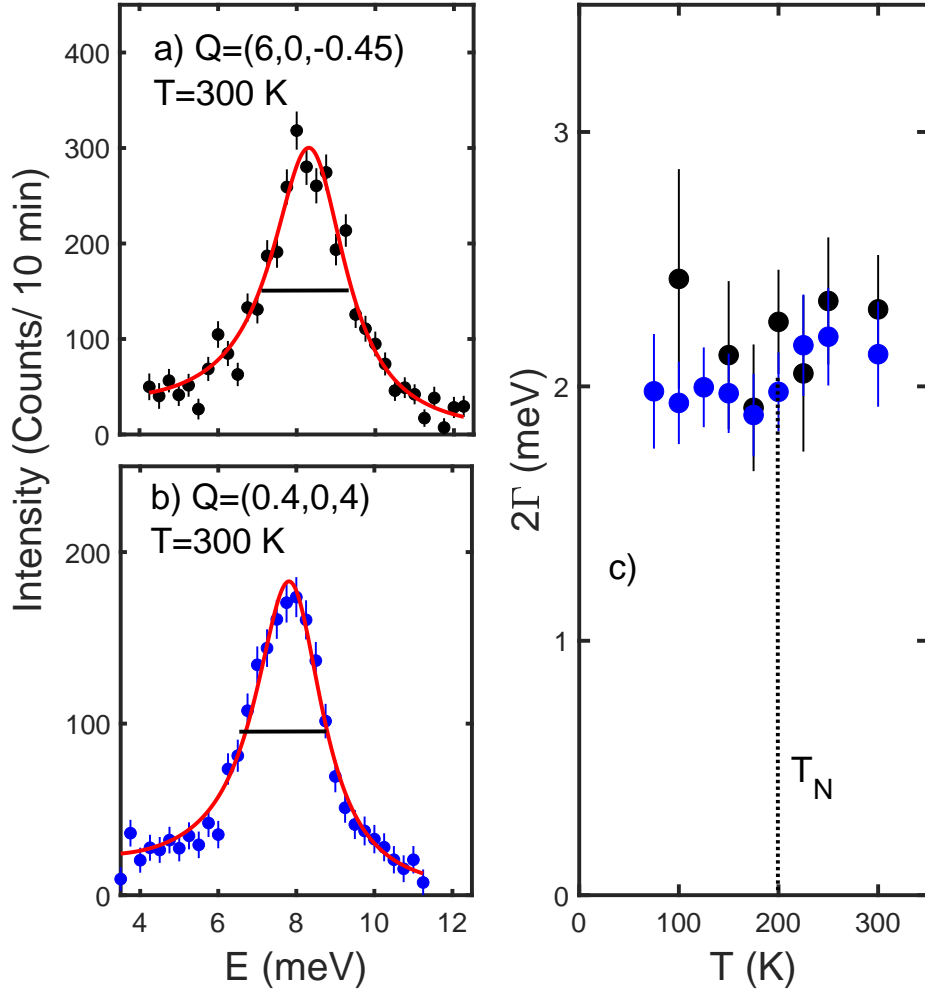 a) Q=(6,0,-0.45)
T=300 K
400
300
200
100
0
b) Q=(0.4,0,4)
T=300 K
200
100
0
4 6 8 10 12
E (meV)
Intensity (Counts/ 10 min)
3
2
1
0
2Γ (meV)
c)
T_N
0 100 200 300
T (K)